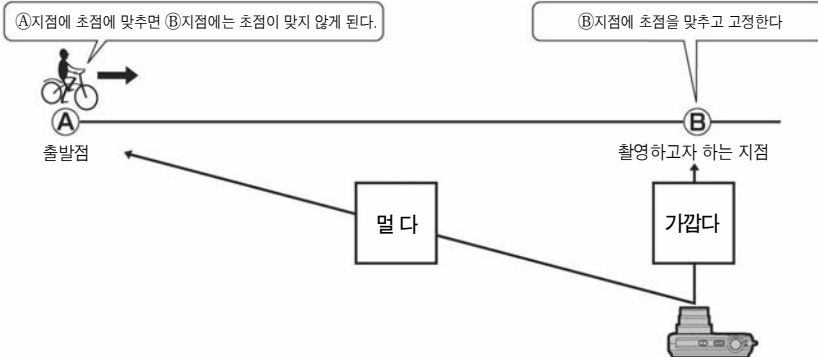 Ⓐ지점에 초점에 맞추면 Ⓑ지점에는 초점이 맞지 않게 된다.
Ⓑ지점에 초점을 맞추고 고정한다
Ⓐ
Ⓑ
출발점
촬영하고자 하는 지점
멀 다
가깝다